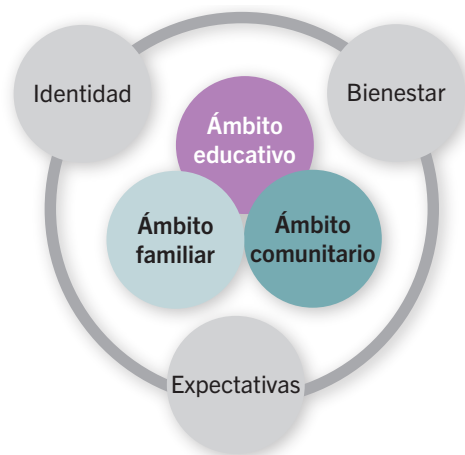 Identidad
Bienestar
Ámbito
educativo
Ámbito
familiar
Ámbito
comunitario
Expectativas